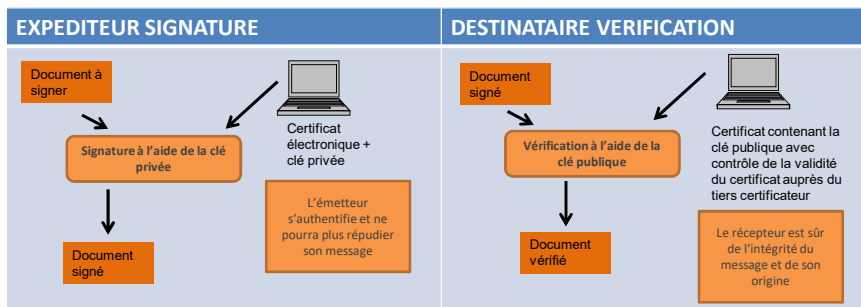 EXPEDITEUR SIGNATURE
Document à
signer
Certificat
électronique +
clé privée
Signature à l'aide de la clé
privée
L'émetteur
s'authentifie et ne
pourra plus répudier
son message
Document
signé
DESTINATAIRE VERIFICATION
Document
signé
Vérification à l'aide de la
clé publique
Certificat contenant la
clé publique avec
contrôle de la validité
du certificat auprès du
tiers certificateur
Document
vérifié
Le récepteur est sûr
de l'intégrité du
message et de son
origine